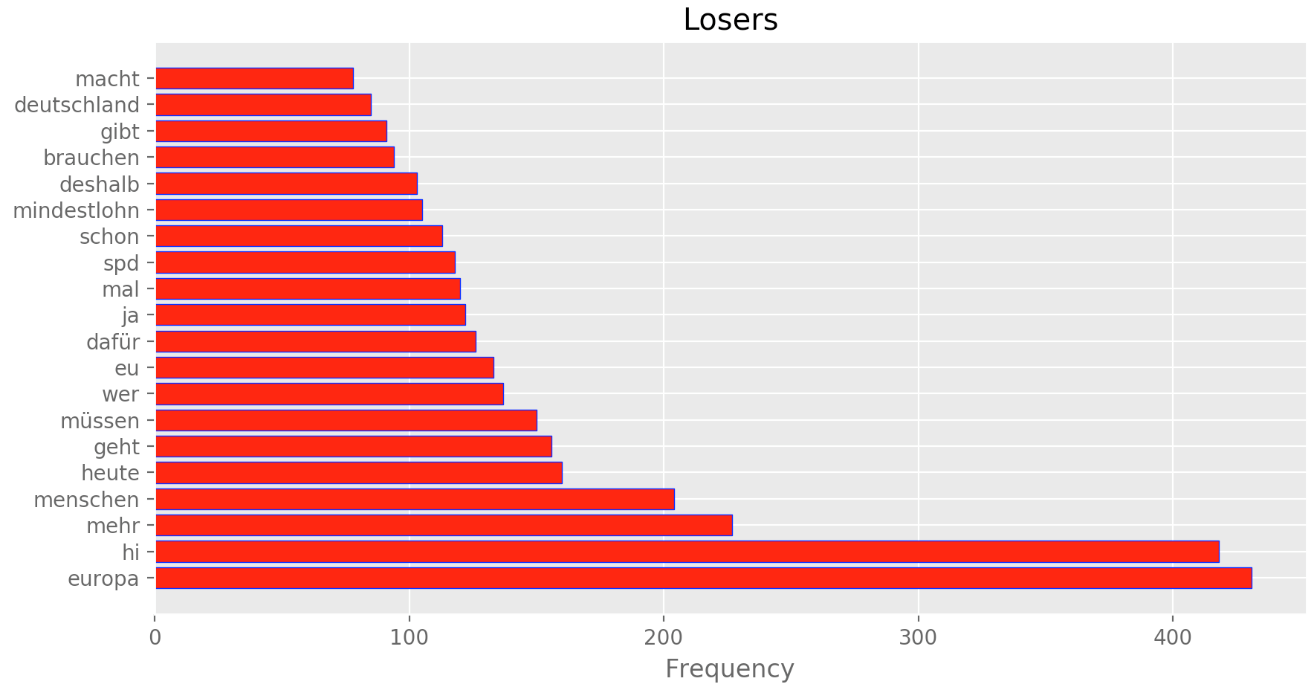 Losers
macht
deutschland
gibt
brauchen
deshalb
mindestlohn
schon
spd
mal
ja
dafür
eu
wer
müssen
geht
heute
menschen
mehr
hi
europa
0 100 200 300 400
Frequency